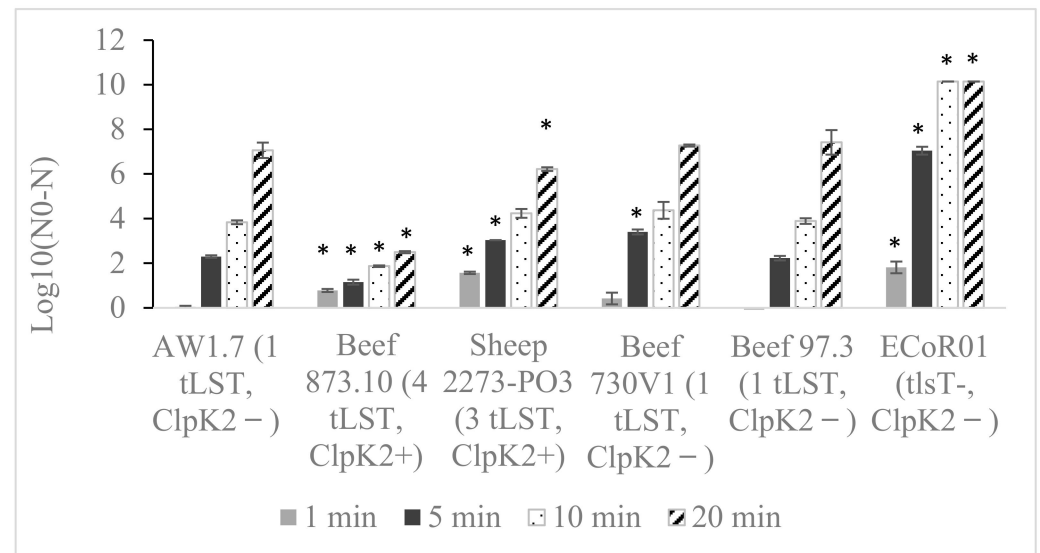 12
10
8
6
4
2
0
Log10(N0-N)
* * * *
* * *
*
* * * *
AW1.7 (1 tLST, ClpK2 − )
Beef 873.10 (4 tLST, ClpK2+)
Sheep 2273-PO3 (3 tLST, ClpK2+)
Beef 730V1 (1 tLST, ClpK2 − )
Beef 97.3 (1 tLST, ClpK2 − )
ECoR01 (tlsT-, ClpK2 − )
1 min 5 min 10 min 20 min